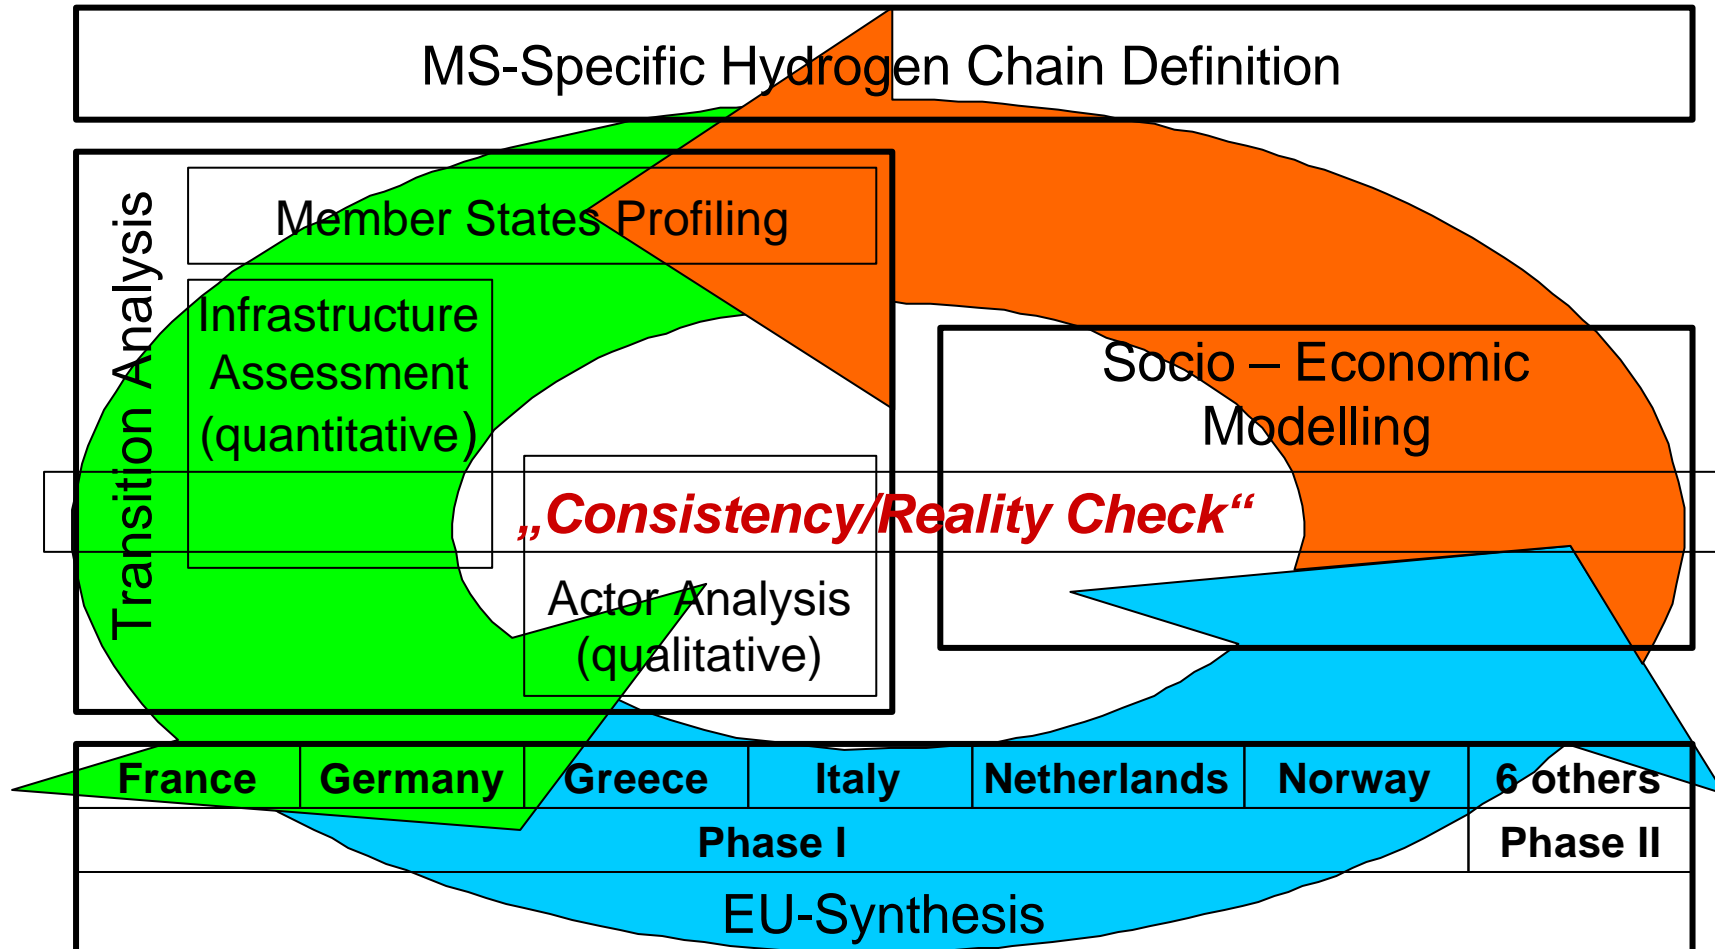 MS-Specific Hydrogen Chain Definition
Transition Analysis
Member States Profiling
Infrastructure
Assessment
(quantitative)
Socio – Economic
Modelling
„Consistency/Reality Check“
Actor Analysis
(qualitative)
France Germany Greece Italy Netherlands Norway 6 others
Phase I Phase II
EU-Synthesis